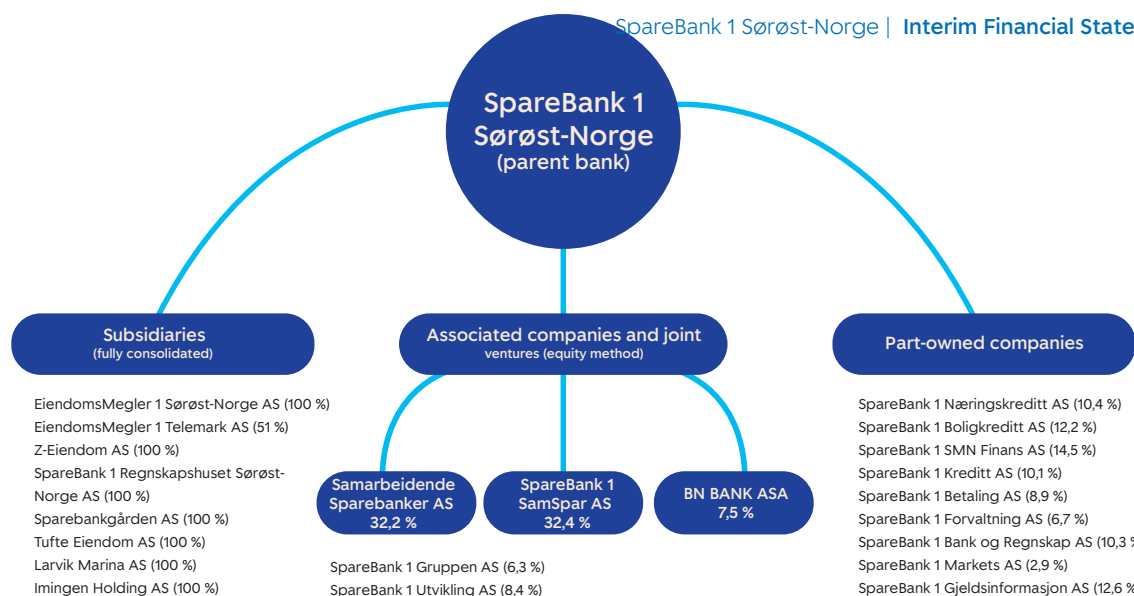 SpareBank 1 Sørøst-Norge | Interim Financial State
SpareBank 1
Sørøst-Norge
(parent bank)
Subsidiaries
(fully consolidated)
Associated companies and joint
ventures (equity method)
Part-owned companies
EiendomsMegler 1 Sørøst-Norge AS (100 %)
EiendomsMegler 1 Telemark AS (51 %)
Z-Eiendom AS (100 %)
SpareBank 1 Regnskapshuset Sørøst-
Norge AS (100 %)
Sparebankgården AS (100 %)
Tufte Eiendom AS (100 %)
Larvik Marina AS (100 %)
Imingen Holding AS (100 %)
Samarbeidende
Sparebanker AS
32,2 %
SpareBank 1
SamSpar AS
32,4 %
BN BANK ASA
7,5 %
SpareBank 1 Gruppen AS (6,3 %)
SpareBank 1 Utvikling AS (8,4 %)
SpareBank 1 Næringskreditt AS (10,4 %)
SpareBank 1 Boligkreditt AS (12,2 %)
SpareBank 1 SMN Finans AS (14,5 %)
SpareBank 1 Kreditt AS (10,1 %)
SpareBank 1 Betaling AS (8,9 %)
SpareBank 1 Forvaltning AS (6,7 %)
SpareBank 1 Bank og Regnskap AS (10,3 %
SpareBank 1 Markets AS (2,9 %)
SpareBank 1 Gjeldsinformasjon AS (12,6 %